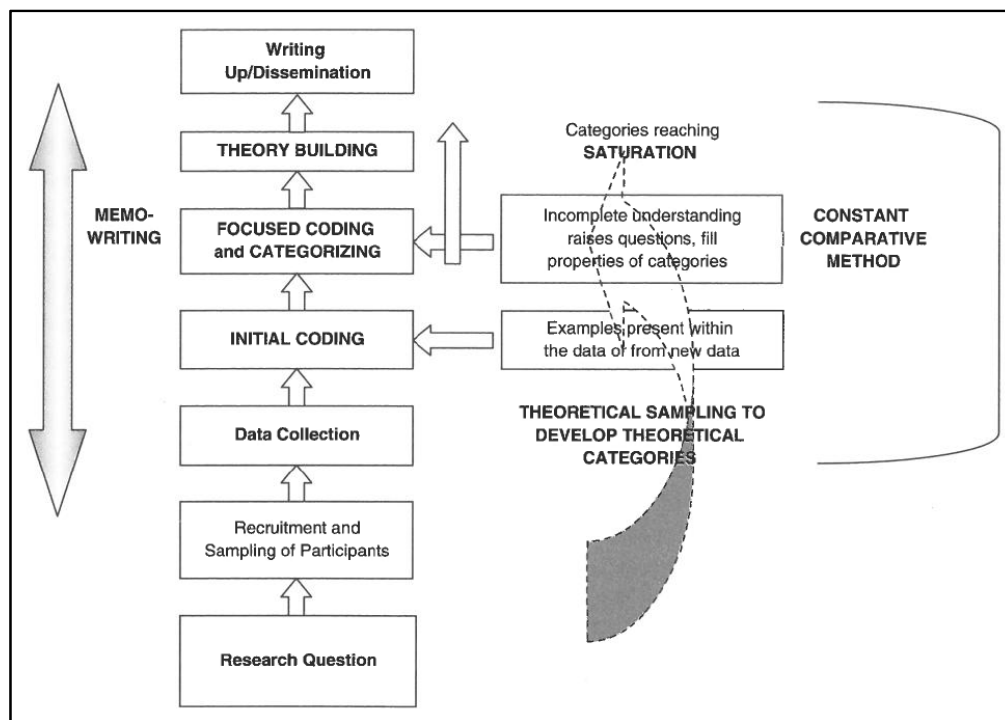 Writing
Up/Dissemination
THEORY BUILDING
MEMO-
WRITING
FOCUSED CODING
and CATEGORIZING
INITIAL CODING
Data Collection
Recruitment and
Sampling of Participants
Research Question
Categories reaching
SATURATION
Incomplete understanding
raises questions, fill
properties of categories
Examples present within
the data of from new data
THEORETICAL SAMPLING TO
DEVELOP THEORETICAL
CATEGORIES
CONSTANT
COMPARATIVE
METHOD